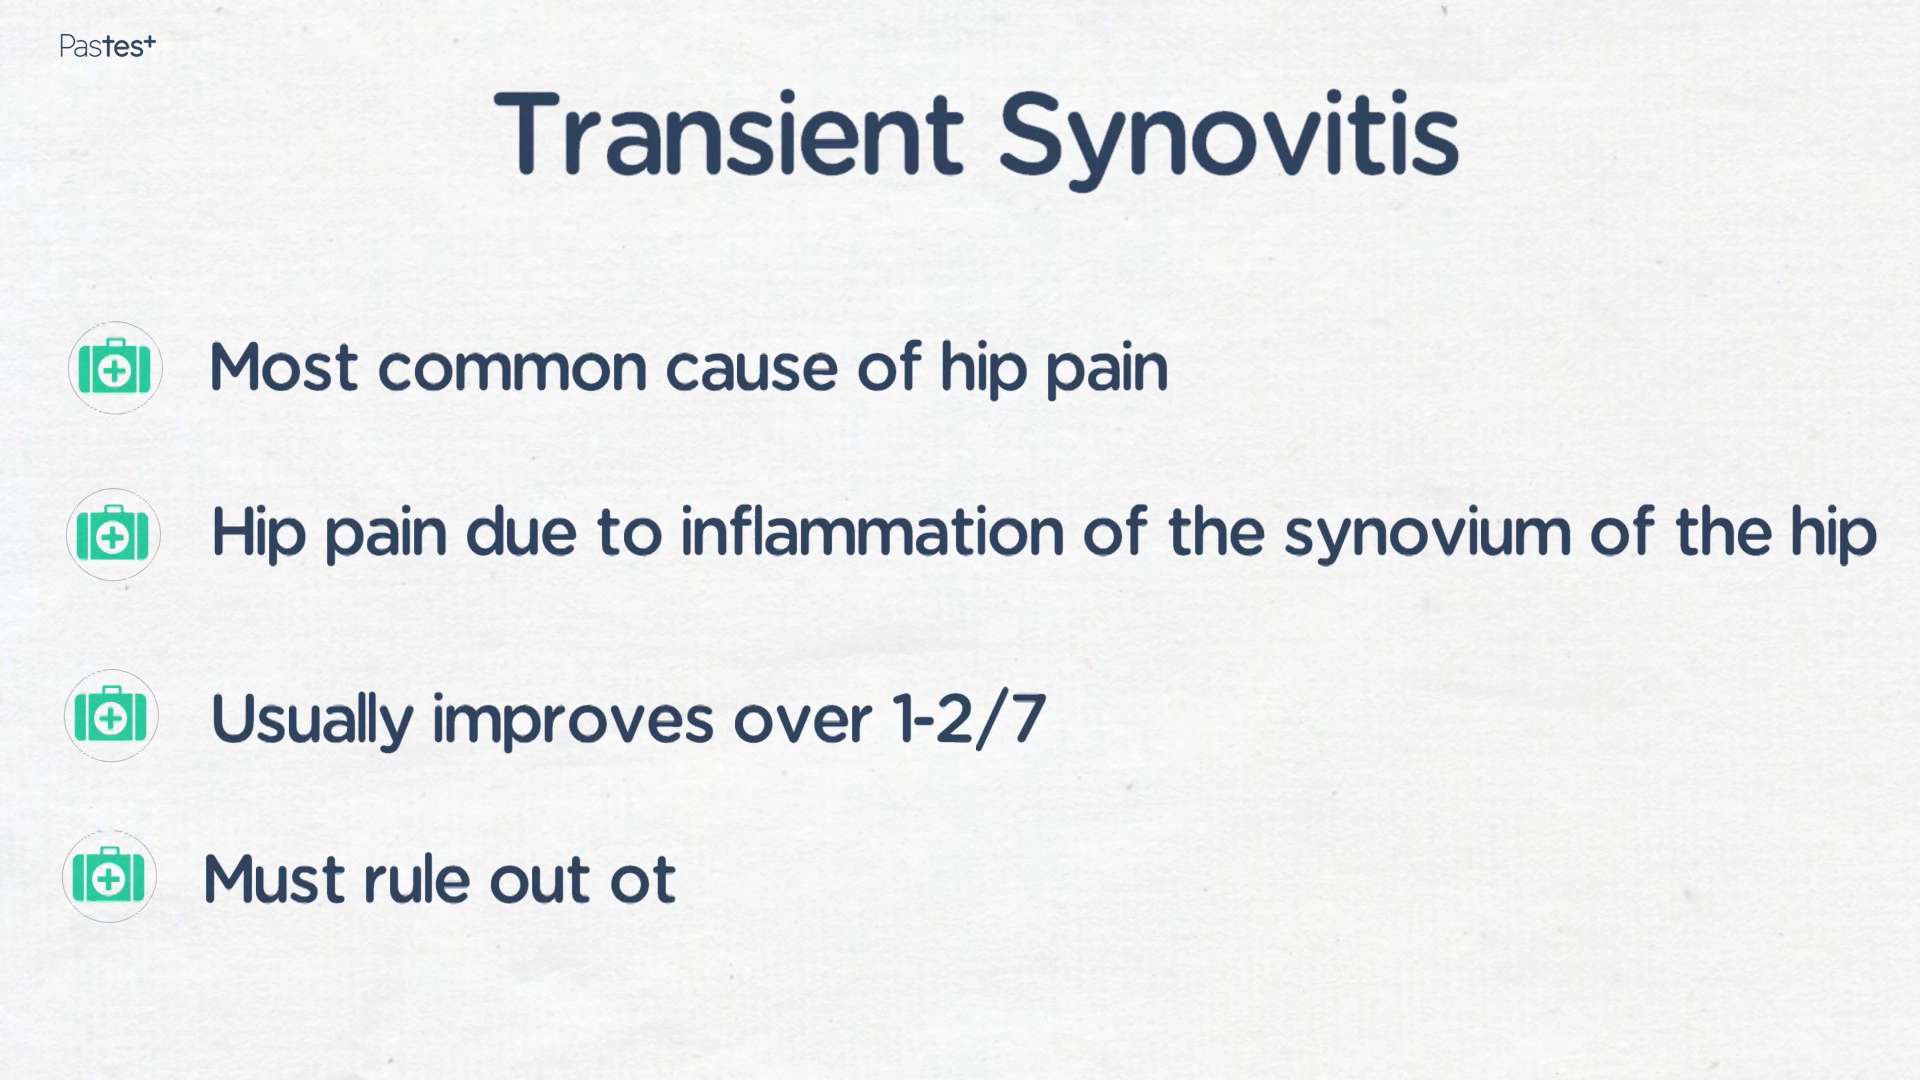 Pastest
Transient Synovitis
Most common cause of hip pain
Hip pain due to inflammation of the synovium of the hip
Usually improves over 1-2/7
Must rule out ot